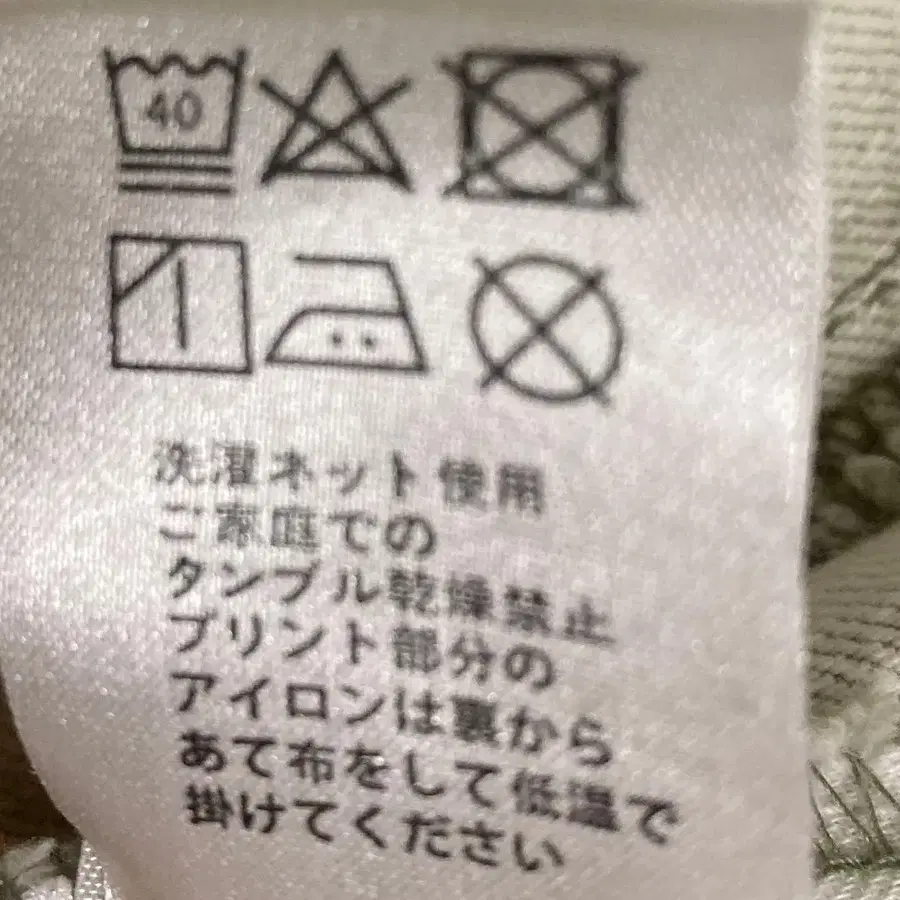 40
洗濯ネット使用
ご家庭での
タンブル乾燥禁止
プリント部分の
アイロンは裏から
あて布をして低温で
掛けてください